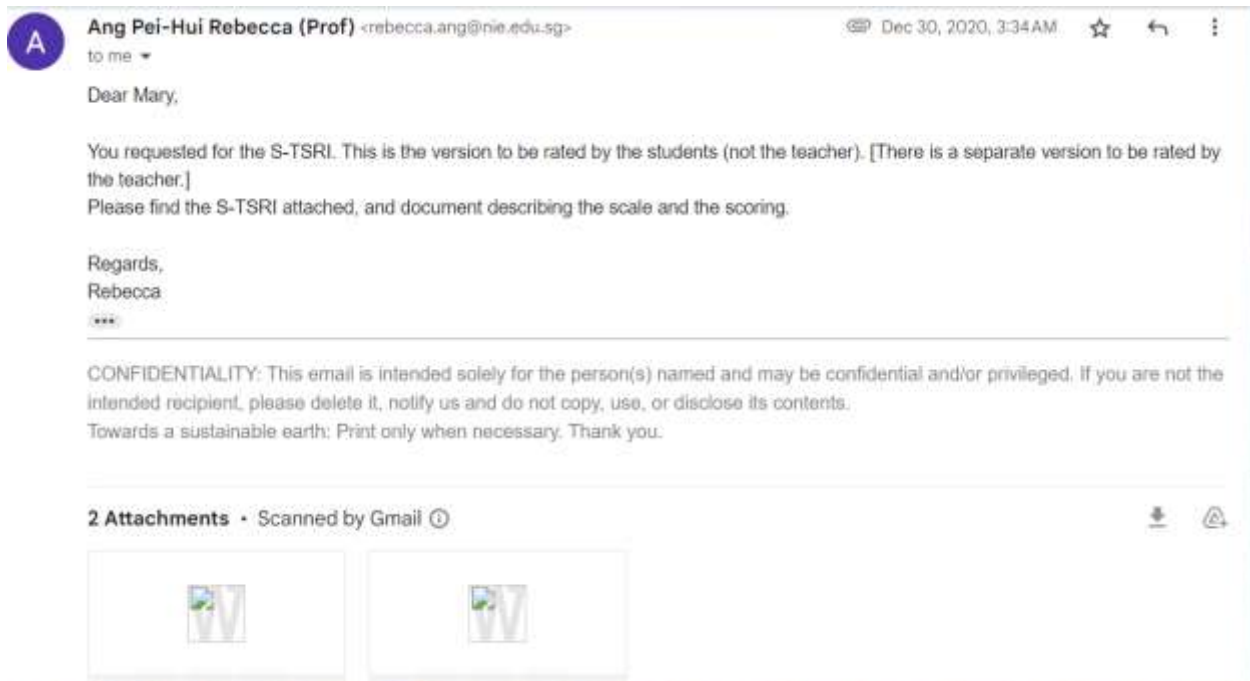 A
Ang Pei-Hui Rebecca (Prof) <rebecca.ang@nie.edu.sg>
Dec 30, 2020, 3:34 AM
to me
Dear Mary,
You requested for the S-TSRI. This is the version to be rated by the students (not the teacher). [There is a separate version to be rated by
the teacher.]
Please find the S-TSRI attached, and document describing the scale and the scoring.
Regards,
Rebecca
•••
CONFIDENTIALITY: This email is intended solely for the person(s) named and may be confidential and/or privileged. If you are not the
intended recipient, please delete it, notify us and do not copy, use, or disclose its contents.
Towards a sustainable earth: Print only when necessary. Thank you.
2 Attachments • Scanned by Gmail
W W